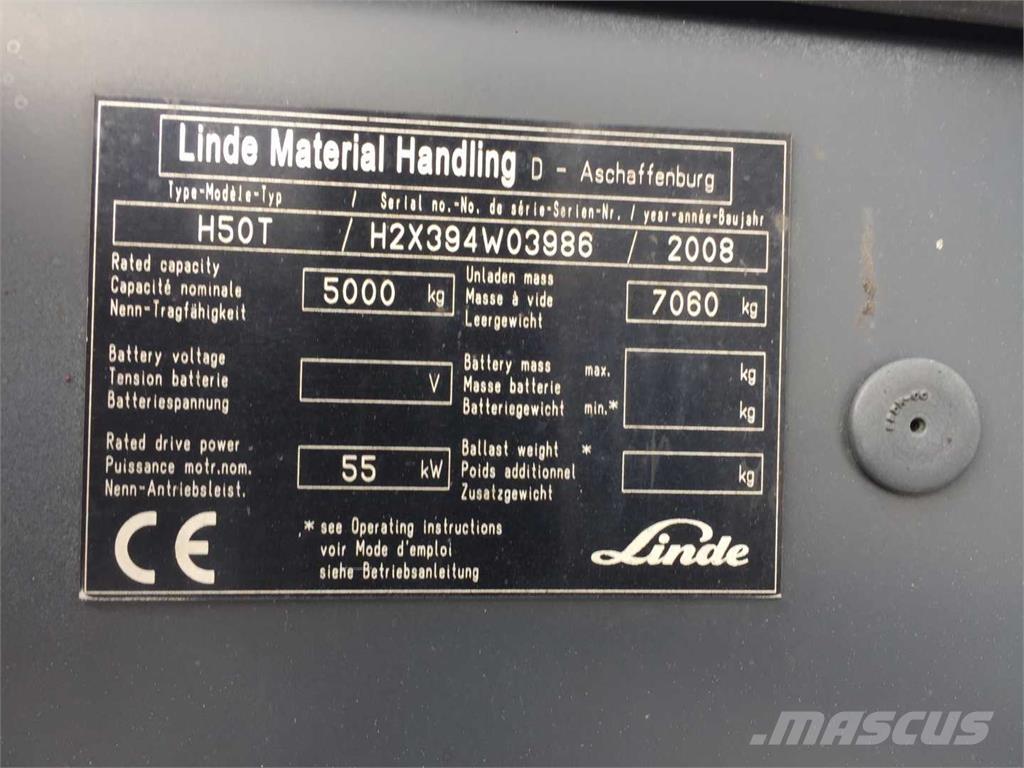 Linde Material Handling D - Aschaffenburg
Type-Modèle-Typ / Serial no.-No. de série-Serien-Nr. / year-année-Baujahr
H50T / H2X394W03986 / 2008
Rated capacity
Capacité nominale
Nenn-Tragfähigkeit
5000 kg
Unladen mass
Masse à vide
Leergewicht
7060 kg
Battery voltage
Tension batterie
Batteriespannung
V
Battery mass max.
Masse batterie
Batteriegewicht min.*
kg
kg
Rated drive power
Puissance motr.nom.
Nenn-Antriebsleist.
55 kW
Ballast weight *
Poids additionnel
Zusatzgewicht
kg
CE
* see Operating instructions
voir Mode d'emploi
siehe Betriebsanleitung
Linde
MASCUS